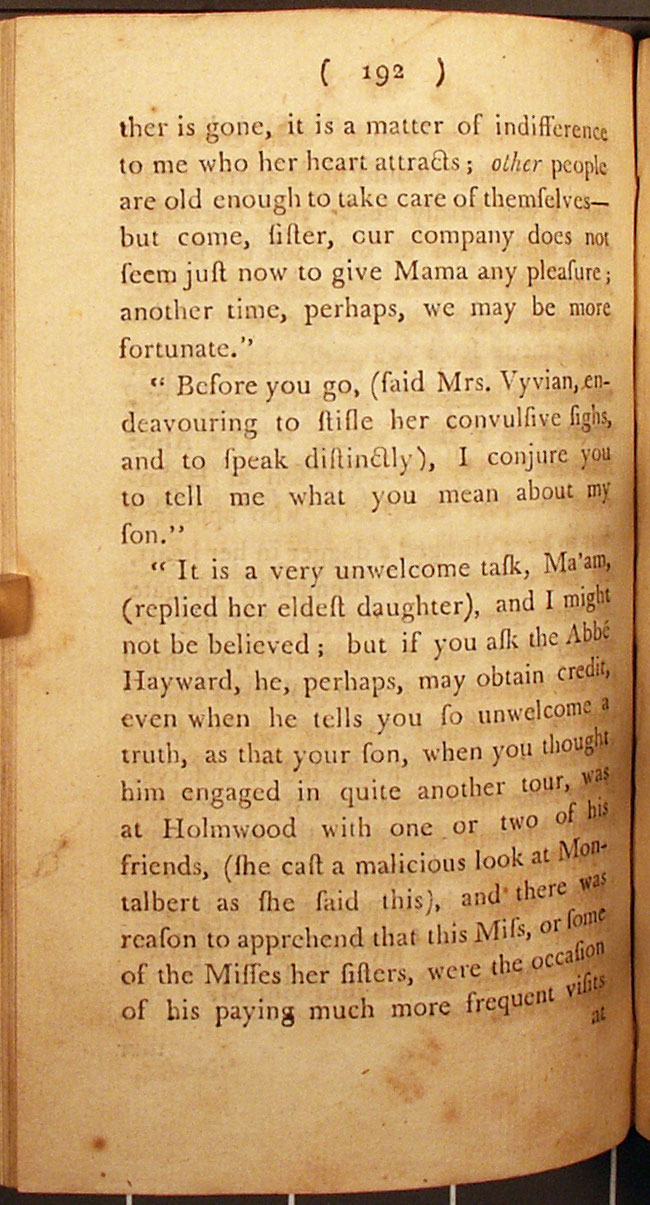 ( 192 )
ther is gone, it is a matter of indifference
to me who her heart attracts ; other people
are old enough to take care of themſelves—
but come, ſiſter, our company does not
ſeem juſt now to give Mama any pleaſure ;
another time, perhaps, we may be more
fortunate."
" Before you go, (ſaid Mrs. Vyvian, en-
deavouring to ſtifle her convulſive ſighs,
and to ſpeak diſtinctly), I conjure you
to tell me what you mean about my
ſon."
" It is a very unwelcome taſk, Ma'am,
(replied her eldeſt daughter), and I might
not be believed ; but if you aſk the Abbé
Hayward, he, perhaps, may obtain credit,
even when he tells you ſo unwelcome a
truth, as that your ſon, when you thought
him engaged in quite another tour, was
at Holmwood with one or two of his
friends, (ſhe caſt a malicious look at Mon-
talbert as ſhe ſaid this), and there was
reaſon to apprehend that this Miſs, or ſome
of the Miſſes her ſiſters, were the occaſion
of his paying much more frequent viſits
at